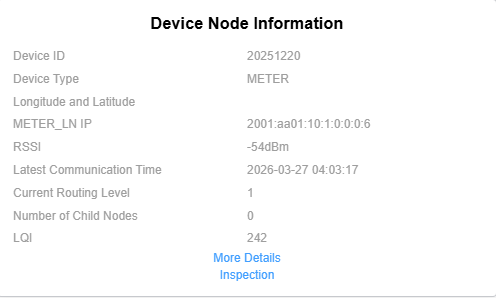 Device Node Information
Device ID 20251220
Device Type METER
Longitude and Latitude
METER_LN IP 2001:aa01:10:1:0:0:0:6
RSSI -54dBm
Latest Communication Time 2026-03-27 04:03:17
Current Routing Level 1
Number of Child Nodes 0
LQI 242
More Details
Inspection